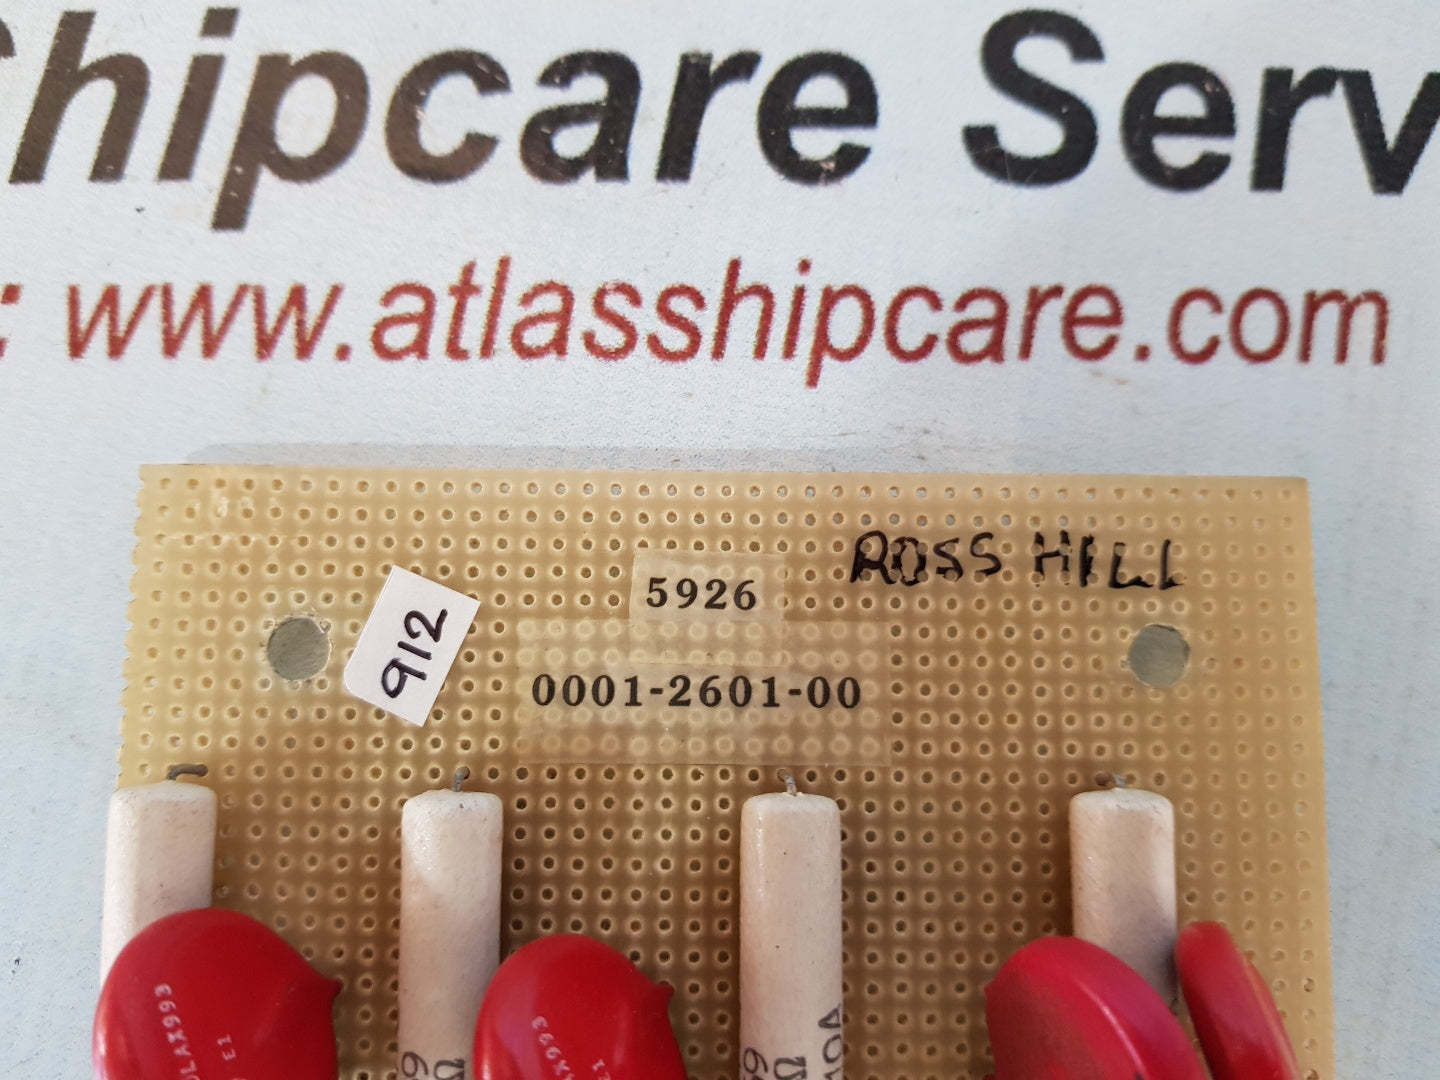 Shipcare Serv
: www.atlasshipcare.com
ROSS HILL
5926
912
0001-2601-00